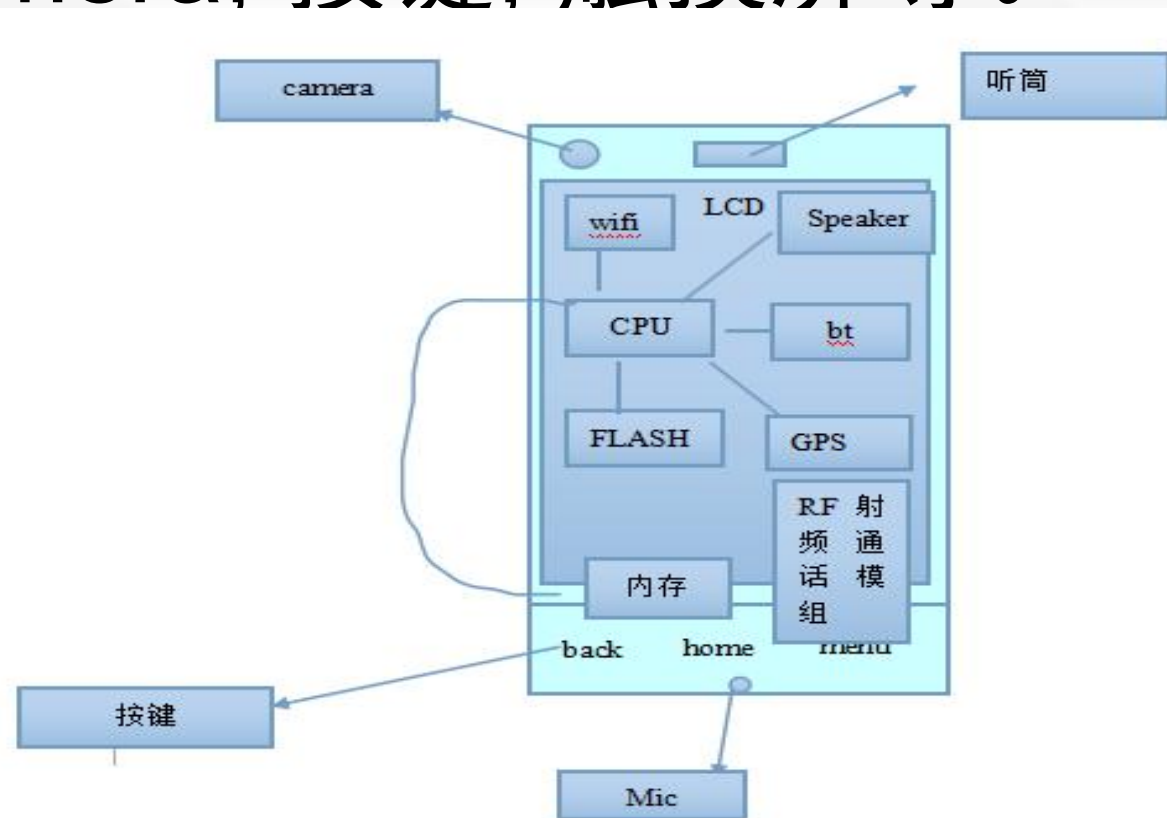 camera
听筒
LCD
wifi
Speaker
CPU
bt
FLASH
GPS
RF 射
频 通
话 模
组
内存
back
home
menu
按键
Mic